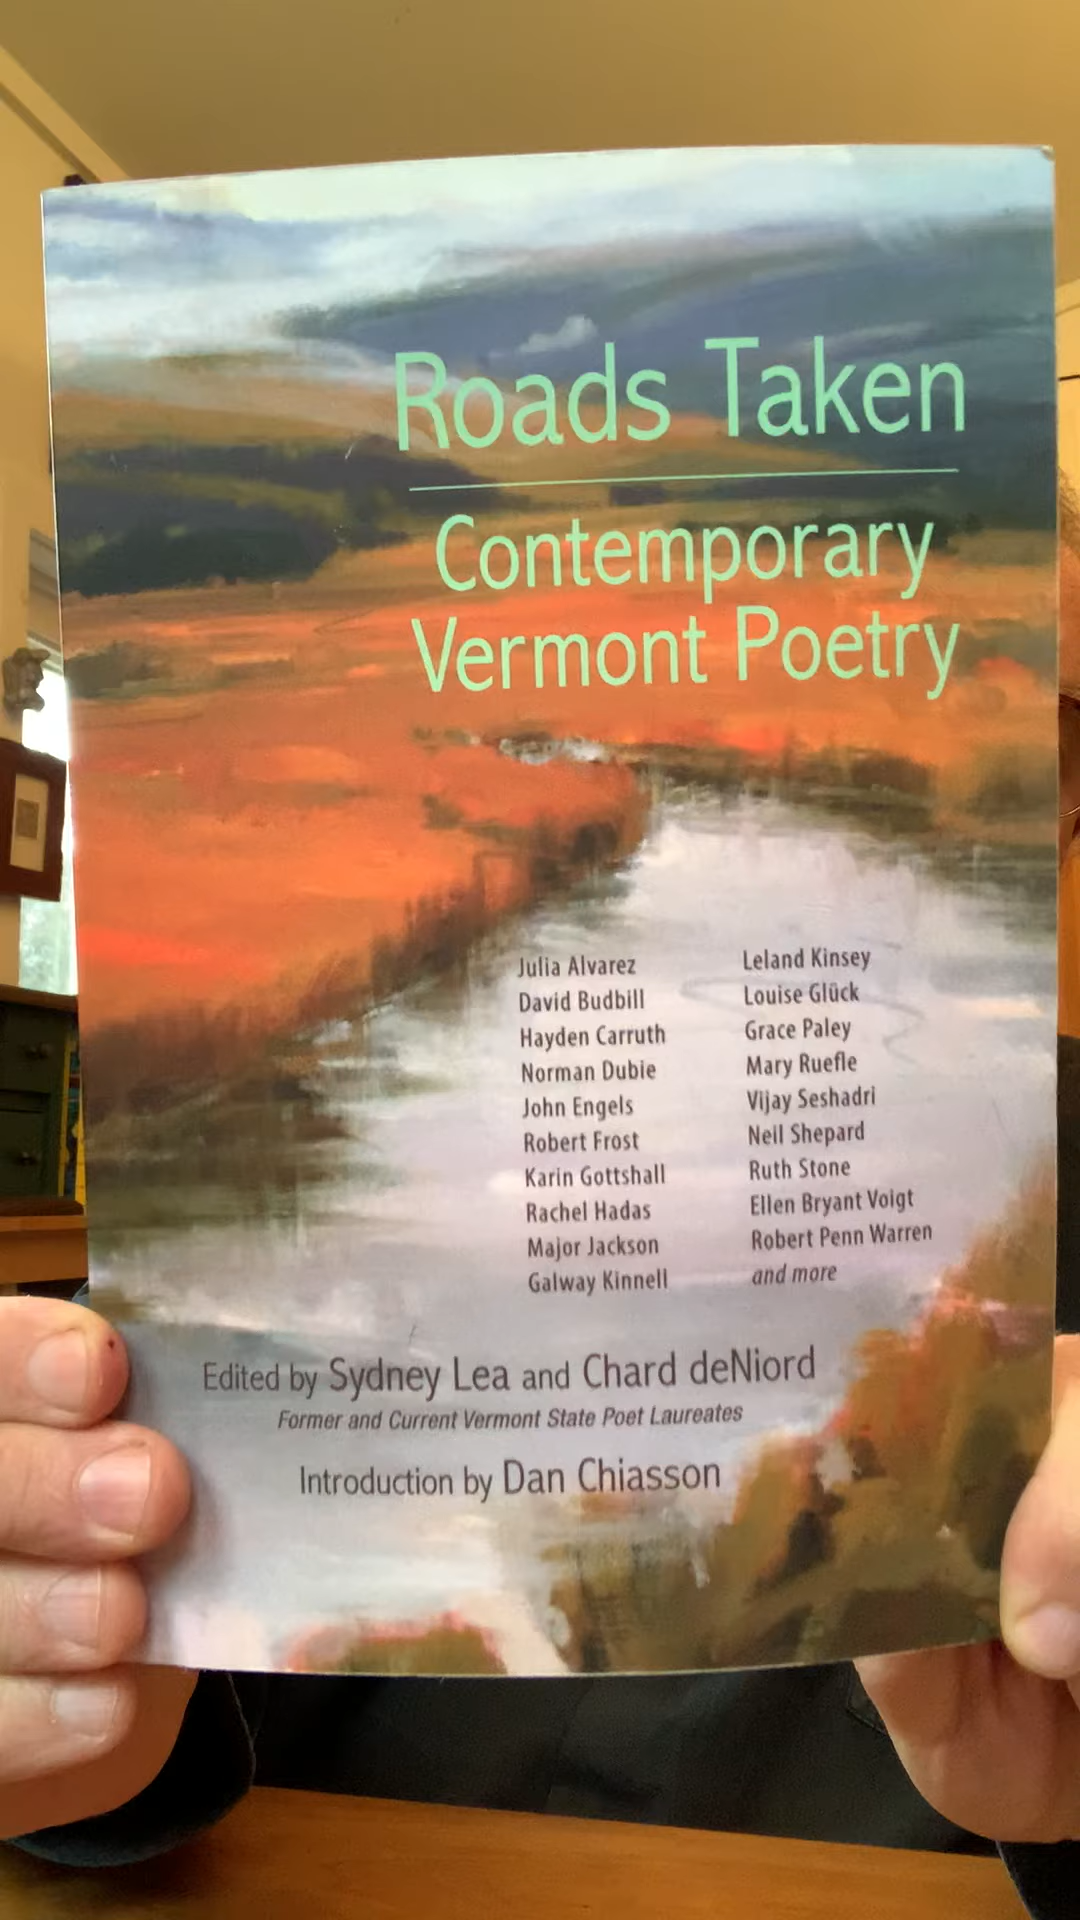 Roads Taken
Contemporary
Vermont Poetry
Julia Alvarez
David Budbill
Hayden Carruth
Norman Dubie
John Engels
Robert Frost
Karin Gottshall
Rachel Hadas
Major Jackson
Galway Kinnell
Leland Kinsey
Louise Glück
Grace Paley
Mary Ruefle
Vijay Seshadri
Neil Shepard
Ruth Stone
Ellen Bryant Voigt
Robert Penn Warren
and more
Edited by Sydney Lea and Chard deNiord
Former and Current Vermont State Poet Laureates
Introduction by Dan Chiasson